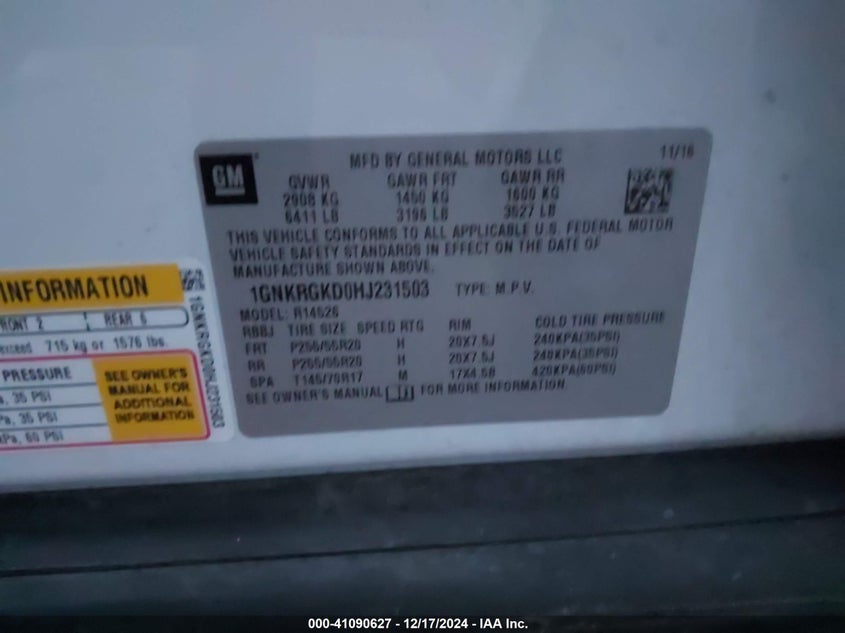 GM
MFD BY GENERAL MOTORS LLC 11/16
GVWR GAWR FRT GAWR RR
2908 KG 1450 KG 1600 KG
6411 LB 3196 LB 3527 LB
THIS VEHICLE CONFORMS TO ALL APPLICABLE U.S. FEDERAL MOTOR
VEHICLE SAFETY STANDARDS IN EFFECT ON THE DATE OF
MANUFACTURE SHOWN ABOVE.
1GNKRGKD0HJ231503 TYPE: M.P.V.
MODEL: R14526
RBBJ TIRE SIZE SPEED RTG RIM COLD TIRE PRESSURE
FRT P255/55R20 H 20X7.5J 240KPA(35PSI)
RR P255/55R20 H 20X7.5J 240KPA(35PSI)
SPA T145/70R17 M 17X4.5B 420KPA(60PSI)
SEE OWNER'S MANUAL FOR MORE INFORMATION
INFORMATION
FRONT 2 REAR 5
exceed 715 kg or 1576 lbs.
PRESSURE
a, 35 PSI
Pa, 35 PSI
kPa, 60 PSI
SEE OWNER'S
MANUAL FOR
ADDITIONAL
INFORMATION
1GNKRGKD0HJ231503
000-41090627 - 12/17/2024 - IAA Inc.